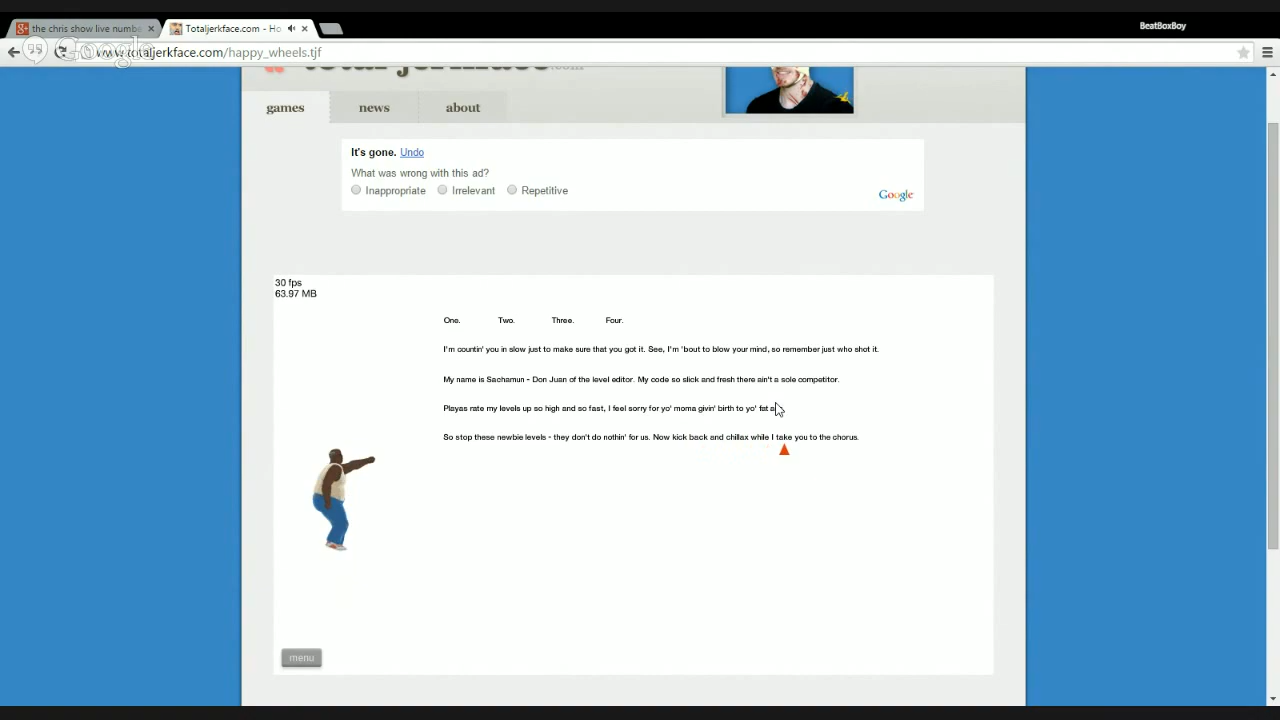 the chris show live numb
Totaljerkface.com - Ho
BeatBoxBoy
Google
www.totaljerkface.com/happy_wheels.tjf
.com
games news about
It's gone. Undo
What was wrong with this ad?
Inappropriate Irrelevant Repetitive
Google
30 fps
63.97 MB
One. Two. Three. Four.
I'm countin' you in slow just to make sure that you got it. See, I'm 'bout to blow your mind, so remember just who shot it.
My name is Sachamun - Don Juan of the level editor. My code so slick and fresh there ain't a sole competitor.
Playas rate my levels up so high and so fast, I feel sorry for yo' moma givin' birth to yo' fat
So stop these newbie levels - they don't do nothin' for us. Now kick back and chillax while I take you to the chorus.
menu